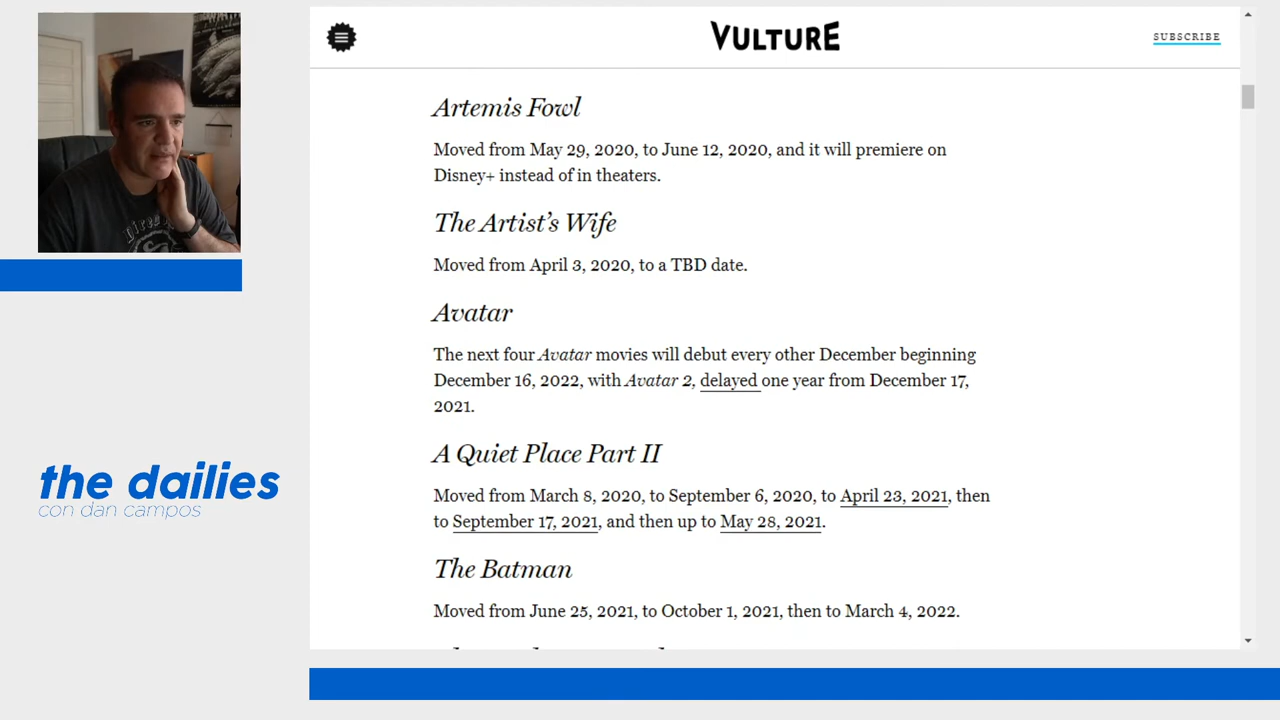 VULTURE
SUBSCRIBE
Artemis Fowl
Moved from May 29, 2020, to June 12, 2020, and it will premiere on
Disney+ instead of in theaters.
The Artist’s Wife
Moved from April 3, 2020, to a TBD date.
Avatar
The next four Avatar movies will debut every other December beginning
December 16, 2022, with Avatar 2, delayed one year from December 17,
2021.
A Quiet Place Part II
Moved from March 8, 2020, to September 6, 2020, to April 23, 2021, then
to September 17, 2021, and then up to May 28, 2021.
The Batman
Moved from June 25, 2021, to October 1, 2021, then to March 4, 2022.
the dailies
con dan campos